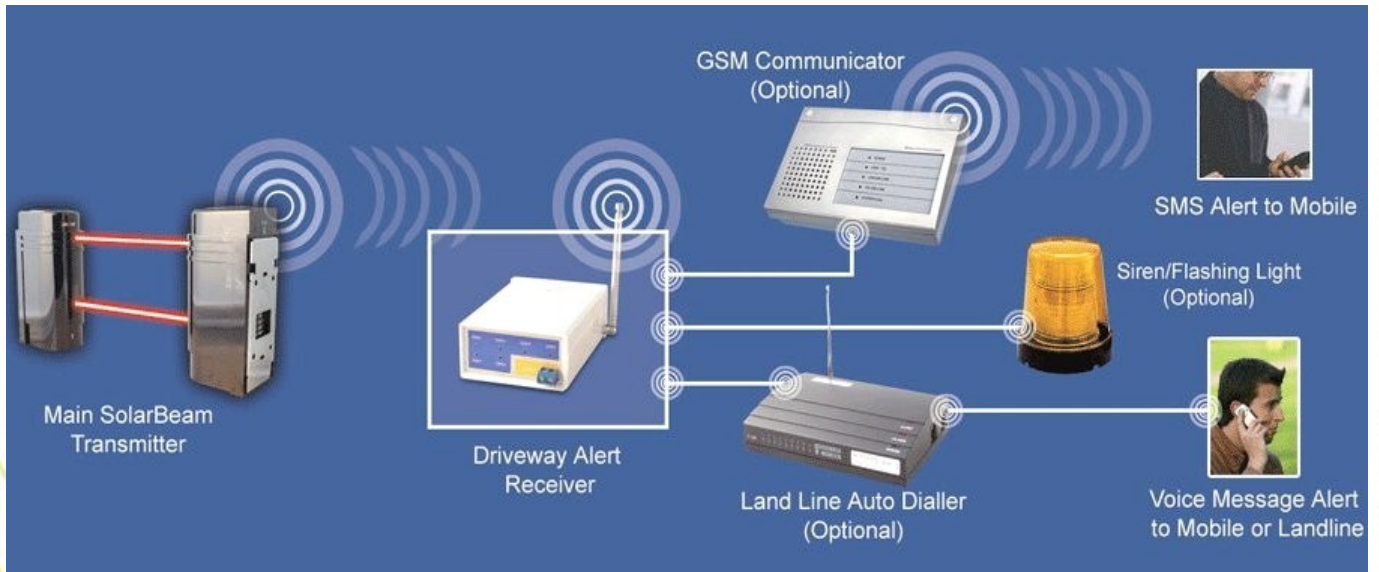 GSM Communicator
(Optional)
SMS Alert to Mobile
Siren/Flashing Light
(Optional)
Main SolarBeam
Transmitter
Driveway Alert
Receiver
Land Line Auto Dialler
(Optional)
Voice Message Alert
to Mobile or Landline